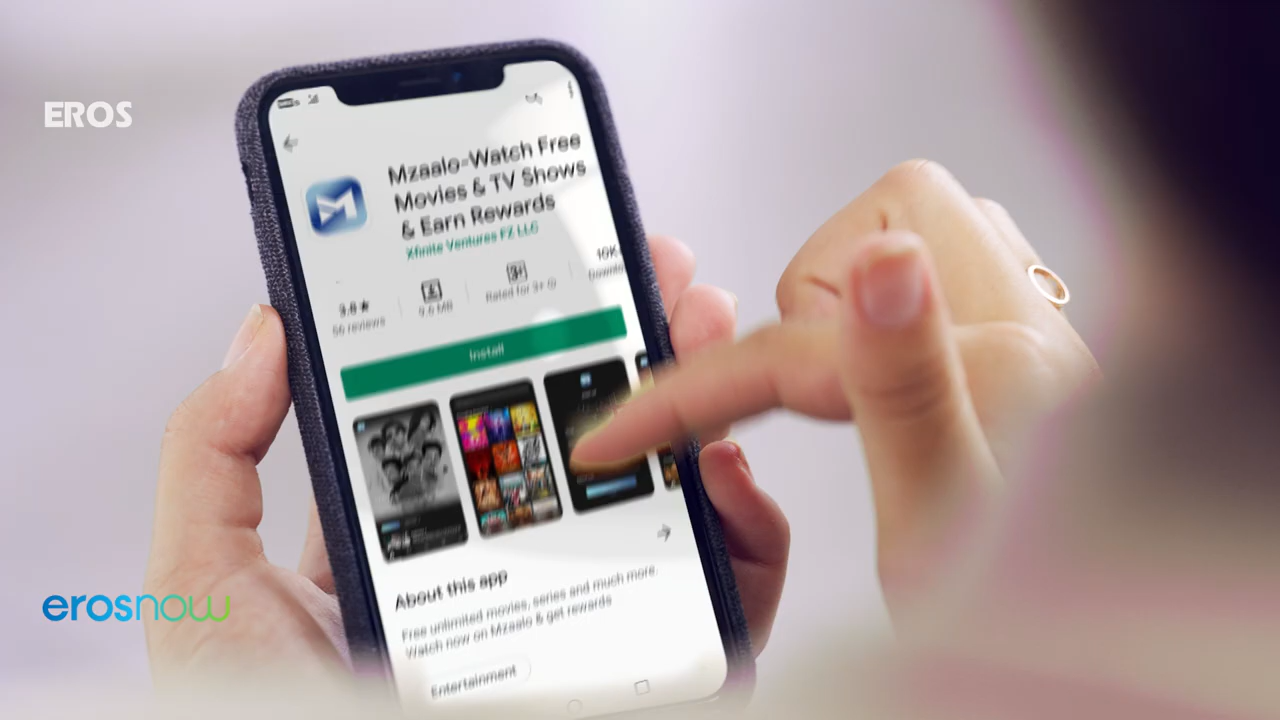 EROS
Mzaalo-Watch Free
Movies & TV Shows
& Earn Rewards
Xfinite Ventures FZ LLC
3.8★
56 reviews
9.6 MB
3+
Rated for 3+
10K
Downlo
Install
About this app
Free unlimited movies, series and much more.
Watch now on Mzaalo & get rewards
Entertainment
erosnow